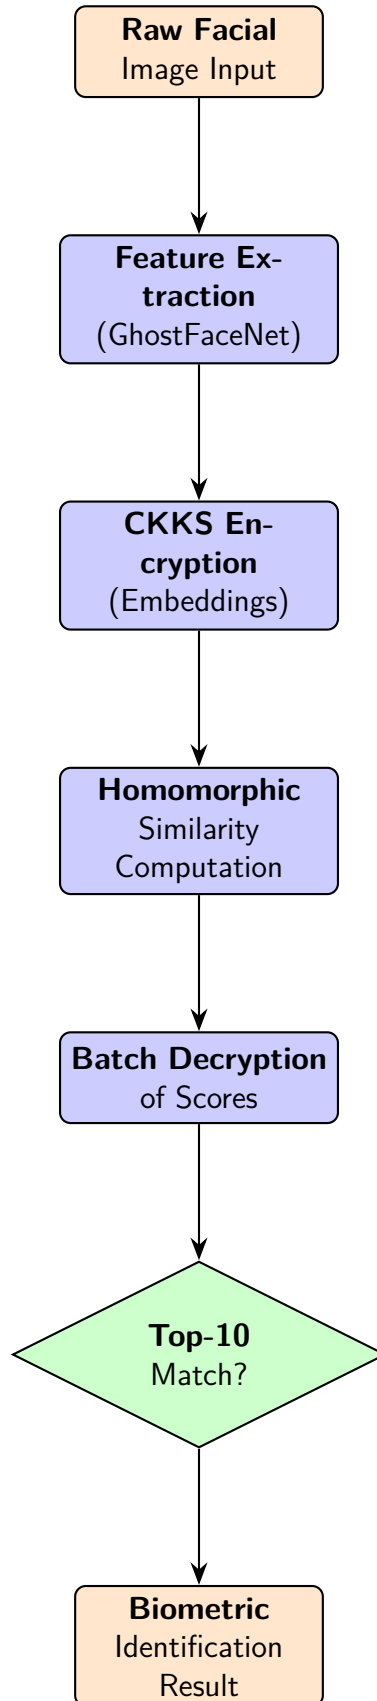 Raw Facial
Image Input
Feature Ex-
traction
(GhostFaceNet)
CKKS En-
cryption
(Embeddings)
Homomorphic
Similarity
Computation
Batch Decryption
of Scores
Top-10
Match?
Biometric
Identification
Result